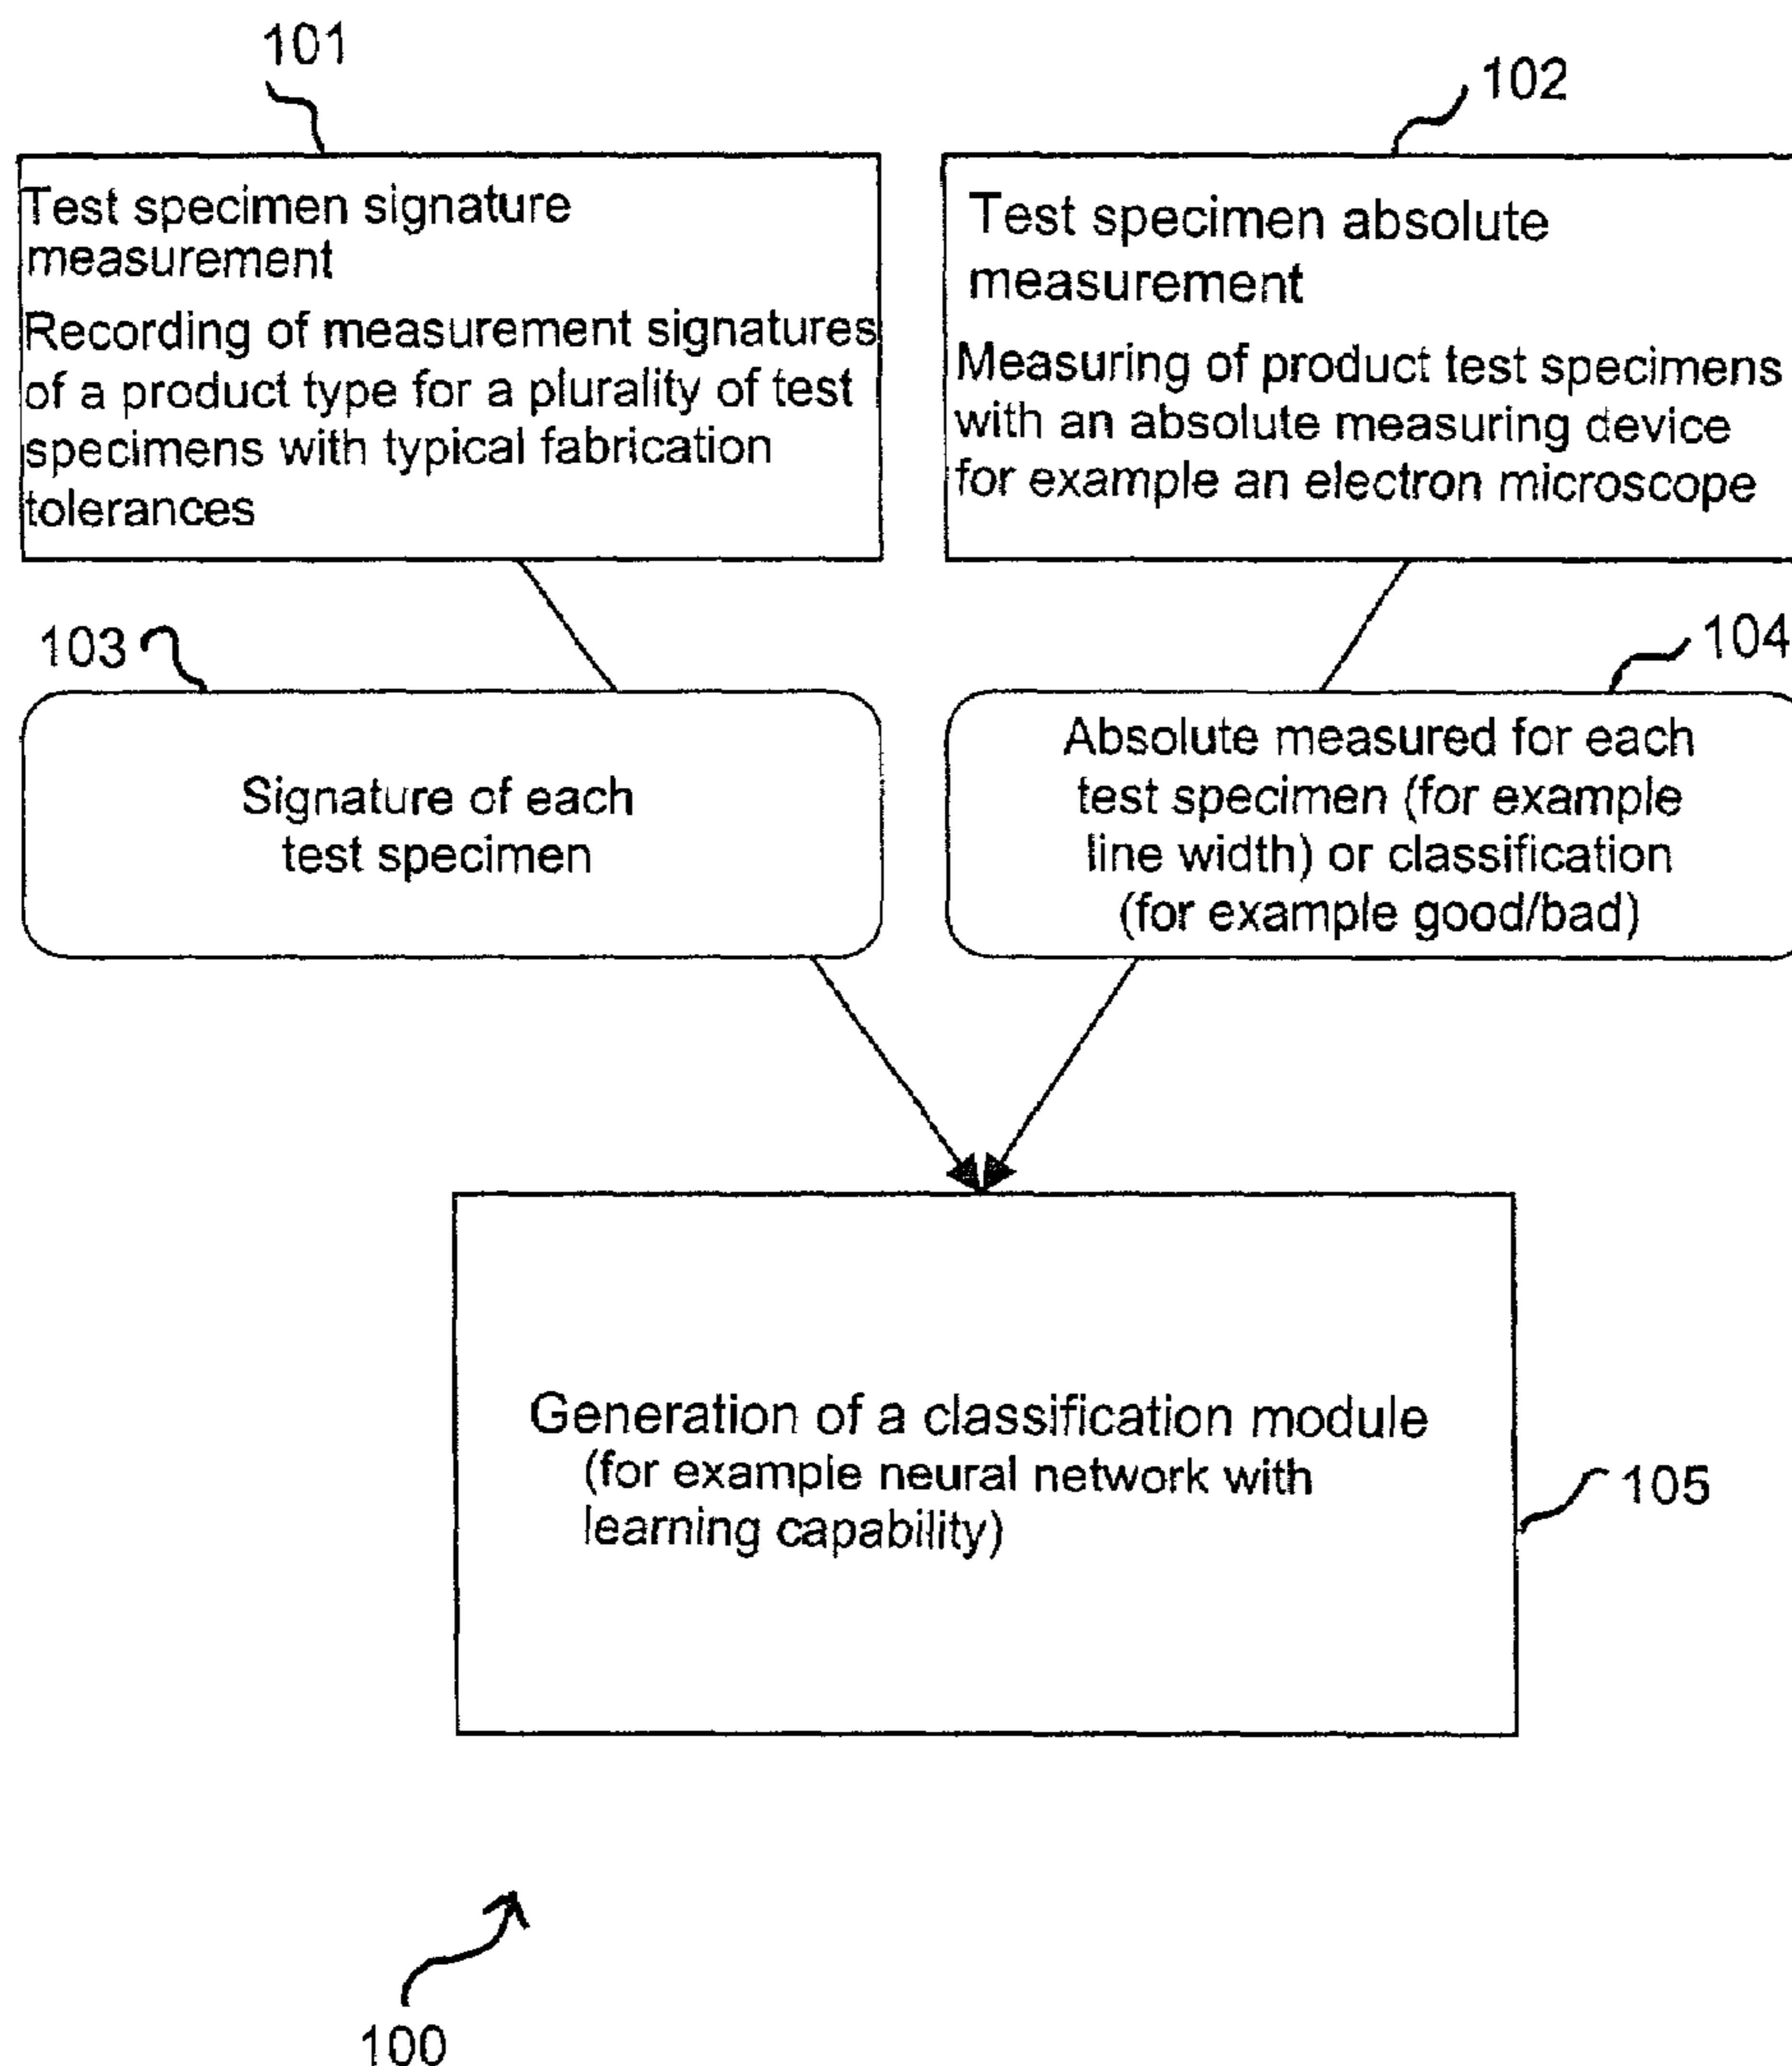 101
102
Test specimen signature
measurement
Recording of measurement signatures
of a product type for a plurality of test
specimens with typical fabrication
tolerances
Test specimen absolute
measurement
Measuring of product test specimens
with an absolute measuring device
for example an electron microscope
103
104
Signature of each
test specimen
Absolute measured for each
test specimen (for example
line width) or classification
(for example good/bad)
Generation of a classification module
(for example neural network with
learning capability)
105
100